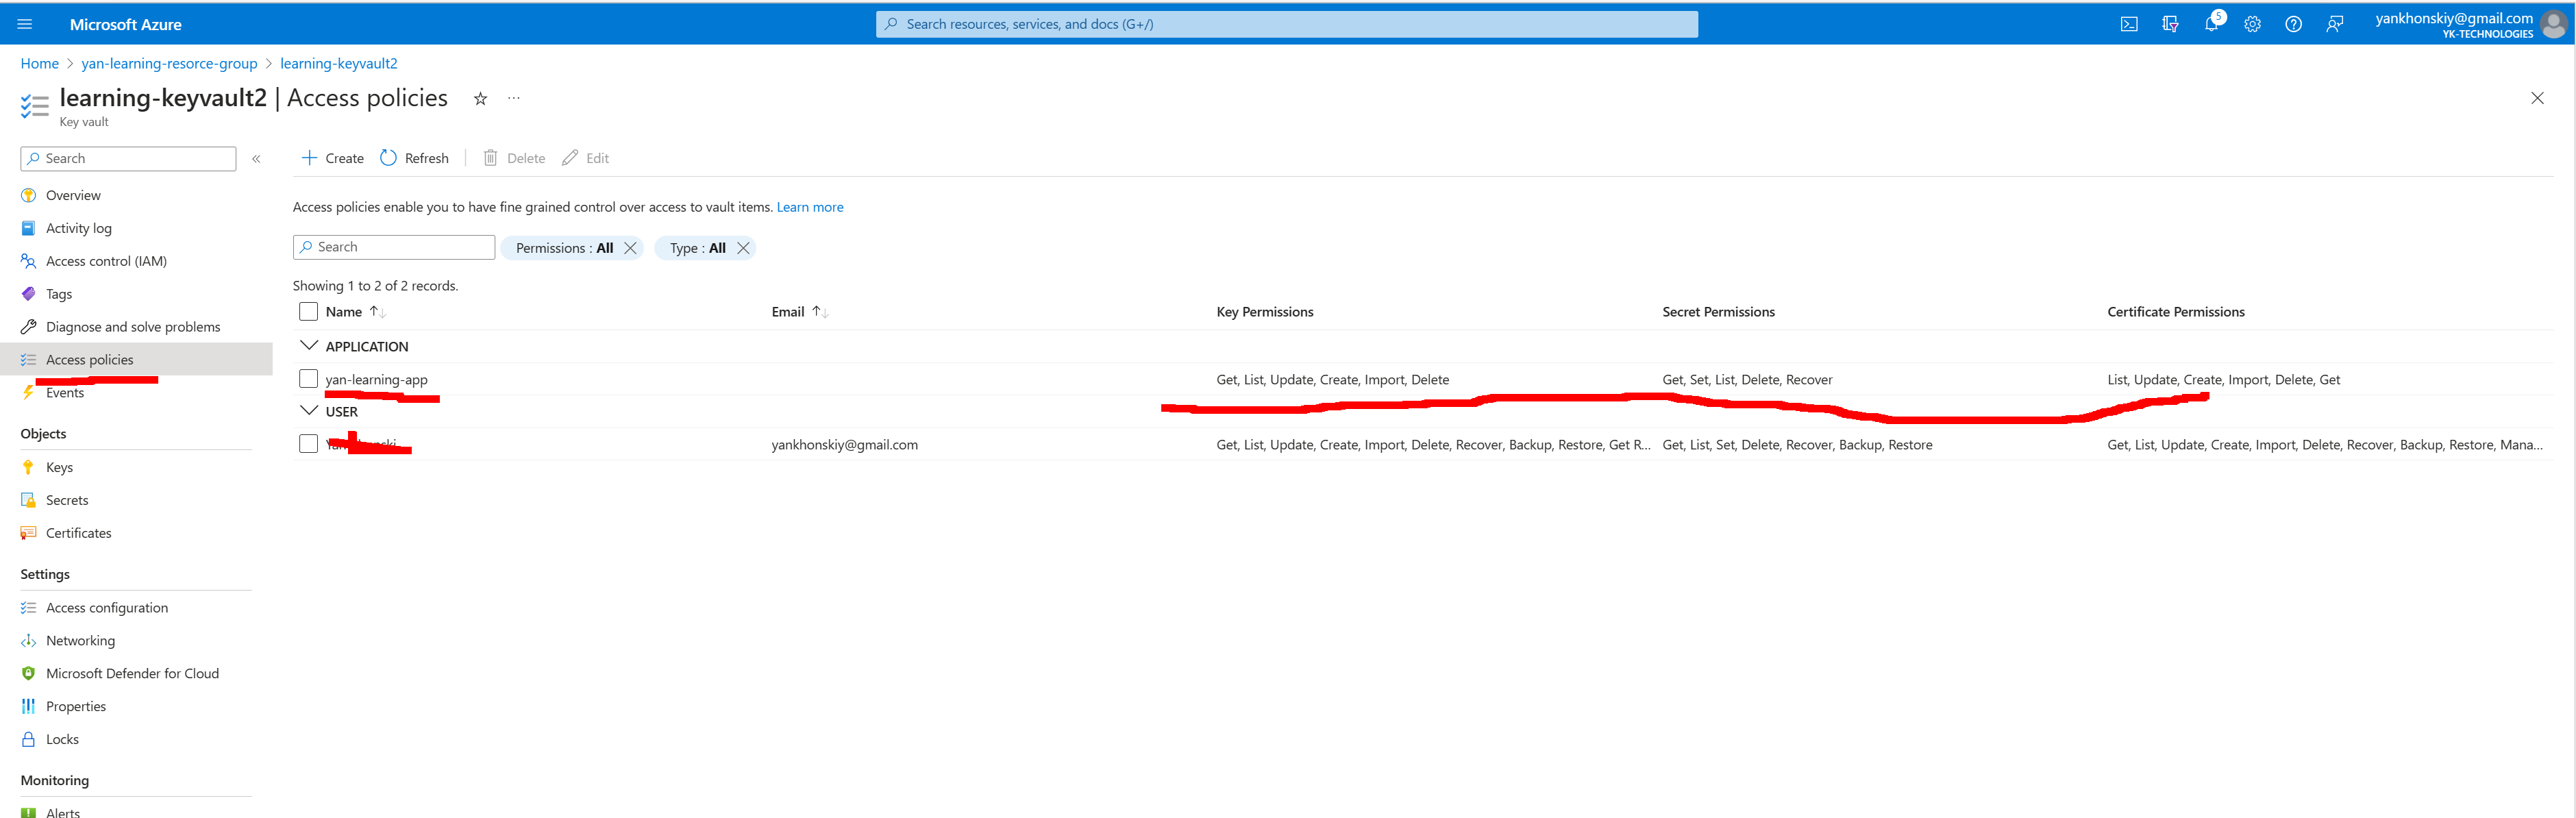 Microsoft Azure
Search resources, services, and docs (G+/)
5
yankhonskiy@gmail.com
YK-TECHNOLOGIES
Home > yan-learning-resorce-group > learning-keyvault2
learning-keyvault2 | Access policies
Key vault
Search
Create Refresh Delete Edit
Overview
Activity log
Access control (IAM)
Tags
Diagnose and solve problems
Access policies
Events
Objects
Keys
Secrets
Certificates
Settings
Access configuration
Networking
Microsoft Defender for Cloud
Properties
Locks
Monitoring
Alerts
Access policies enable you to have fine grained control over access to vault items. Learn more
Search
Permissions : All
Type : All
Showing 1 to 2 of 2 records.
Name Email Key Permissions Secret Permissions Certificate Permissions
APPLICATION
yan-learning-app Get, List, Update, Create, Import, Delete Get, Set, List, Delete, Recover List, Update, Create, Import, Delete, Get
USER
yankhonskiy@gmail.com Get, List, Update, Create, Import, Delete, Recover, Backup, Restore, Get R... Get, List, Set, Delete, Recover, Backup, Restore Get, List, Update, Create, Import, Delete, Recover, Backup, Restore, Mana...